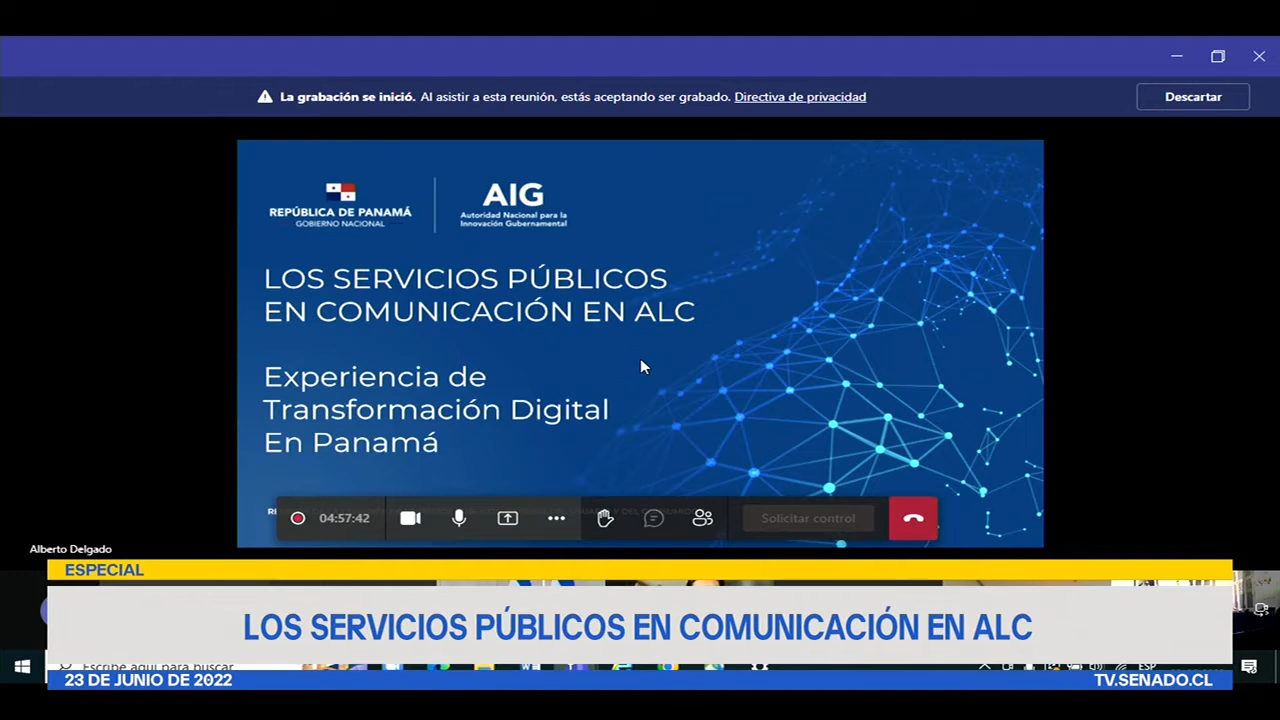 La grabación se inició. Al asistir a esta reunión, estás aceptando ser grabado. Directiva de privacidad
Descartar
REPÚBLICA DE PANAMÁ
GOBIERNO NACIONAL
AIG
Autoridad Nacional para la
Innovación Gubernamental
LOS SERVICIOS PÚBLICOS
EN COMUNICACIÓN EN ALC
Experiencia de
Transformación Digital
En Panamá
04:57:42
Solicitar control
Alberto Delgado
ESPECIAL
LOS SERVICIOS PÚBLICOS EN COMUNICACIÓN EN ALC
Escribe aquí para buscar
ESP
23 DE JUNIO DE 2022
TV.SENADO.CL